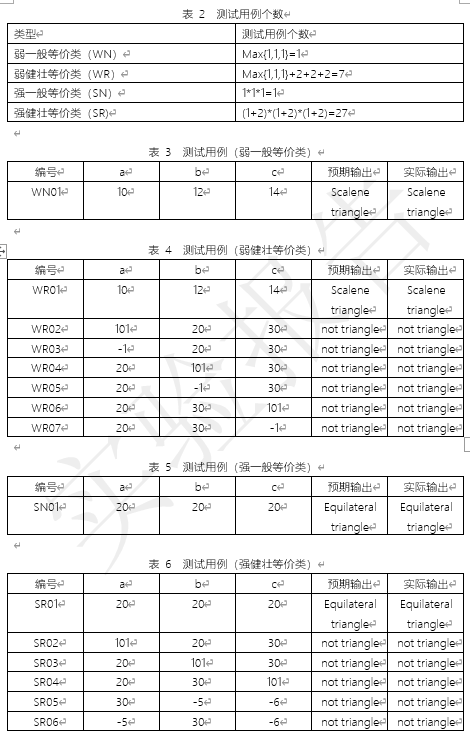 表 2 测试用例个数
类型 测试用例个数
弱一般等价类（WN） Max{1,1,1}=1
弱健壮等价类（WR） Max{1,1,1}+2+2+2=7
强一般等价类（SN） 1*1*1=1
强健壮等价类（SR) (1+2)*(1+2)*(1+2)=27
表 3 测试用例（弱一般等价类）
编号 a b c 预期输出 实际输出
WN01 10 12 14 Scalene Scalene
triangle triangle
表 4 测试用例（弱健壮等价类）
编号 a b c 预期输出 实际输出
WR01 10 12 14 Scalene Scalene
triangle triangle
WR02 101 20 30 not triangle not triangle
WR03 -1 20 30 not triangle not triangle
WR04 20 101 30 not triangle not triangle
WR05 20 -1 30 not triangle not triangle
WR06 20 30 101 not triangle not triangle
WR07 20 30 -1 not triangle not triangle
表 5 测试用例（强一般等价类）
编号 a b c 预期输出 实际输出
SN01 20 20 20 Equilateral Equilateral
triangle triangle
表 6 测试用例（强健壮等价类）
编号 a b c 预期输出 实际输出
SR01 20 20 20 Equilateral Equilateral
triangle triangle
SR02 101 20 30 not triangle not triangle
SR03 20 101 30 not triangle not triangle
SR04 20 30 101 not triangle not triangle
SR05 30 -5 -6 not triangle not triangle
SR06 -5 30 -6 not triangle not triangle
实验报告